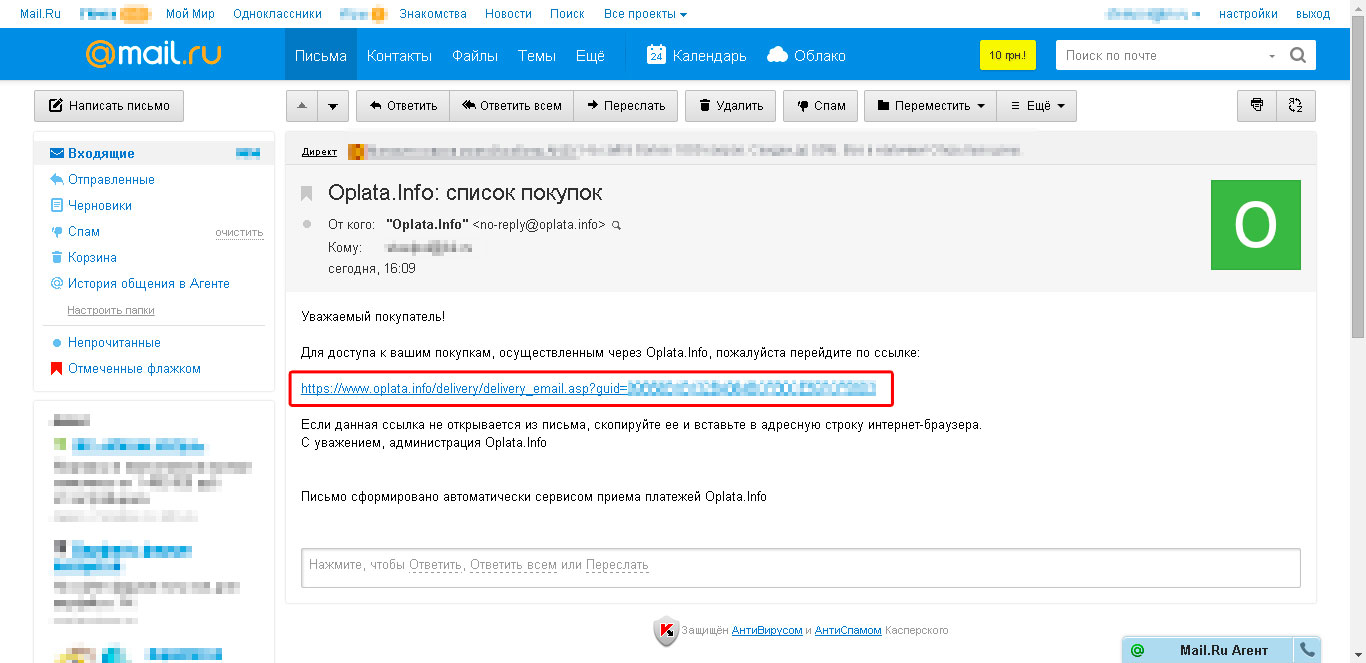 Mail.Ru Мой Мир Одноклассники Знакомства Новости Поиск Все проекты настройки выход
@mail.ru Письма Контакты Файлы Темы Ещё 24 Календарь Облако 10 грн.! Поиск по почте
Написать письмо Ответить Ответить всем Переслать Удалить Спам Переместить Ещё
Входящие
Отправленные
Черновики
Спам очистить
Корзина
История общения в Агенте
Настроить папки
Непрочитанные
Отмеченные флажком
Директ
Oplata.Info: список покупок
От кого: "Oplata.Info" <no-reply@oplata.info>
Кому:
сегодня, 16:09
O
Уважаемый покупатель!
Для доступа к вашим покупкам, осуществленным через Oplata.Info, пожалуйста перейдите по ссылке:
https://www.oplata.info/delivery/delivery_email.asp?guid=
Если данная ссылка не открывается из письма, скопируйте ее и вставьте в адресную строку интернет-браузера.
С уважением, администрация Oplata.Info
Письмо сформировано автоматически сервисом приема платежей Oplata.Info
Нажмите, чтобы Ответить, Ответить всем или Переслать
Защищён АнтиВирусом и АнтиСпамом Касперского
@ Mail.Ru Агент